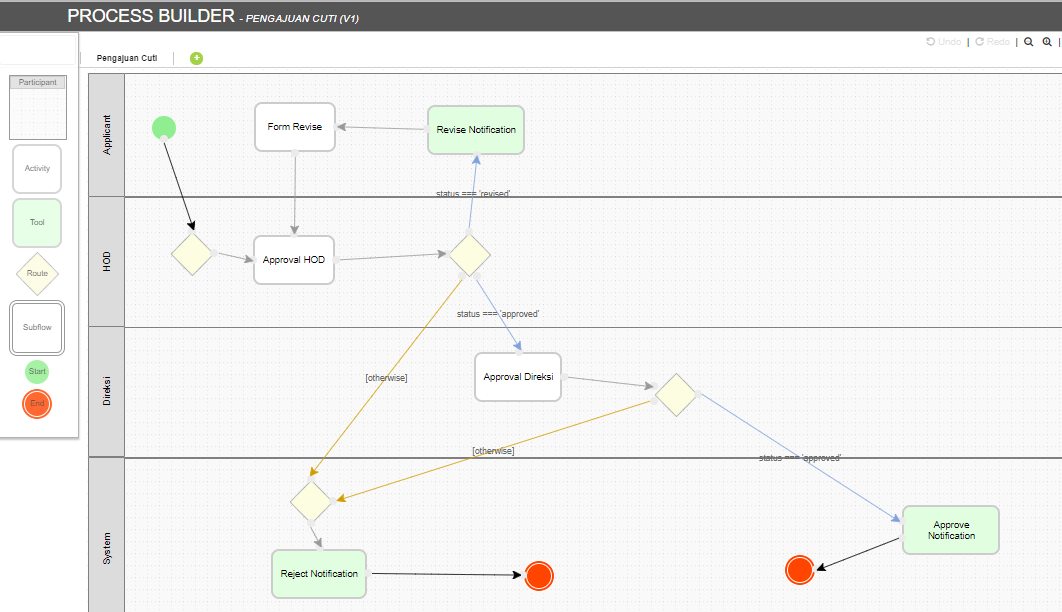 PROCESS BUILDER - PENGAJUAN CUTI (V1)
Undo | Redo |
Pengajuan Cuti
Participant
Activity
Tool
Route
Subflow
Start
End
Applicant
Form Revise
Revise Notification
status === 'revised'
HOD
Approval HOD
status === 'approved'
Direksi
[otherwise]
Approval Direksi
[otherwise]
status === 'approved'
System
Approve
Notification
Reject Notification